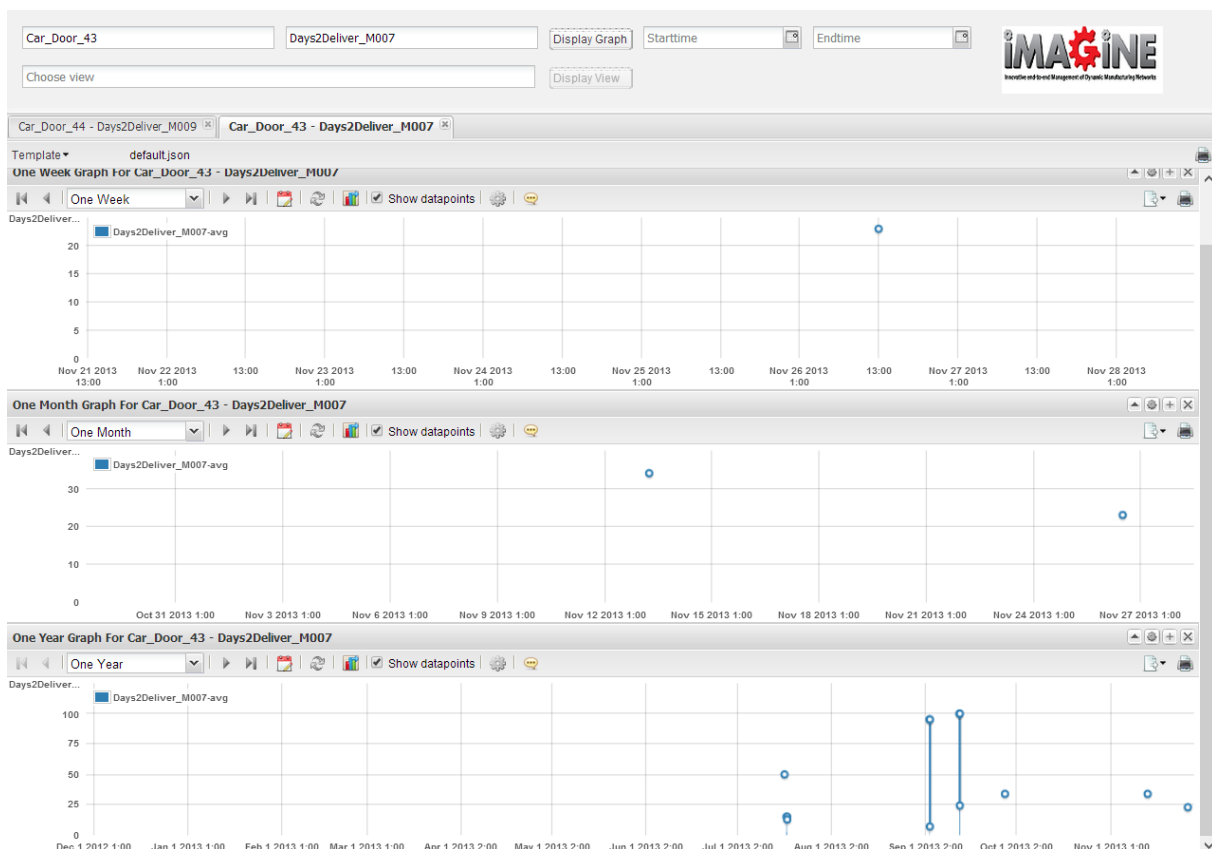 Car_Door_43 Days2Deliver_M007 Display Graph Starttime Endtime
iMAGiNE
Innovative end-to-end Management of Dynamic Manufacturing Networks
Choose view Display View
Car_Door_44 - Days2Deliver_M009 Car_Door_43 - Days2Deliver_M007
Template default.json
One Week Graph For Car_Door_43 - Days2Deliver_M007
One Week Show datapoints
Days2Deliver...
Days2Deliver_M007-avg
20
15
10
5
0
Nov 21 2013 Nov 22 2013 13:00 Nov 23 2013 13:00 Nov 24 2013 13:00 Nov 25 2013 13:00 Nov 26 2013 13:00 Nov 27 2013 13:00 Nov 28 2013
13:00 1:00 1:00 1:00 1:00 1:00 1:00 1:00
One Month Graph For Car_Door_43 - Days2Deliver_M007
One Month Show datapoints
Days2Deliver...
Days2Deliver_M007-avg
30
20
10
0
Oct 31 2013 1:00 Nov 3 2013 1:00 Nov 6 2013 1:00 Nov 9 2013 1:00 Nov 12 2013 1:00 Nov 15 2013 1:00 Nov 18 2013 1:00 Nov 21 2013 1:00 Nov 24 2013 1:00 Nov 27 2013 1:00
One Year Graph For Car_Door_43 - Days2Deliver_M007
One Year Show datapoints
Days2Deliver...
Days2Deliver_M007-avg
100
75
50
25
0
Dec 1 2012 1:00 Jan 1 2013 1:00 Feb 1 2013 1:00 Mar 1 2013 1:00 Apr 1 2013 2:00 May 1 2013 2:00 Jun 1 2013 2:00 Jul 1 2013 2:00 Aug 1 2013 2:00 Sep 1 2013 2:00 Oct 1 2013 2:00 Nov 1 2013 1:00